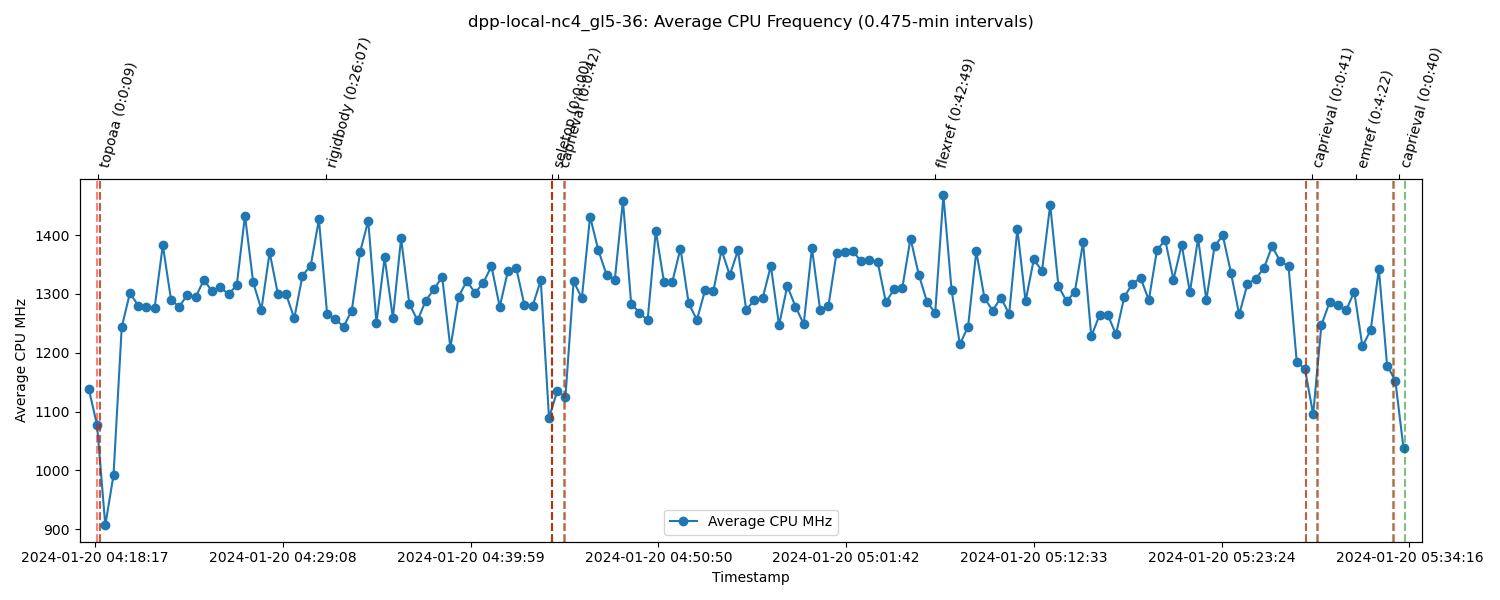 dpp-local-nc4_gl5-36: Average CPU Frequency (0.475-min intervals)
topoaa (0:0:09)
rigidbody (0:26:07)
seletop (0:0:00)
caprieval (0:0:42)
flexref (0:42:49)
caprieval (0:0:41)
emref (0:4:22)
caprieval (0:0:40)
Average CPU MHz
1400
1300
1200
1100
1000
900
Average CPU MHz
2024-01-20 04:18:17
2024-01-20 04:29:08
2024-01-20 04:39:59
2024-01-20 04:50:50
2024-01-20 05:01:42
2024-01-20 05:12:33
2024-01-20 05:23:24
2024-01-20 05:34:16
Timestamp